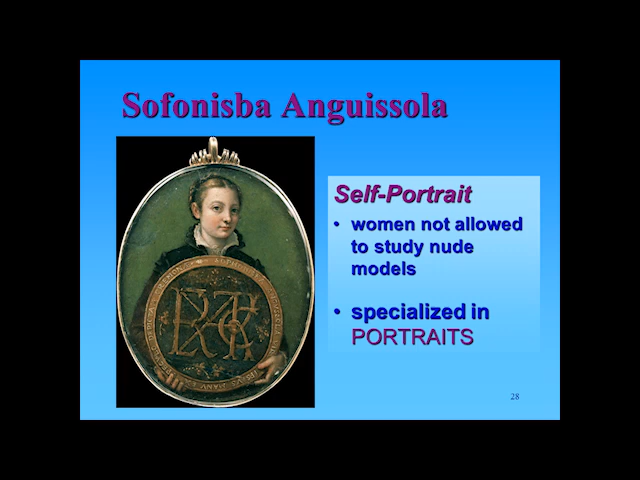 Sofonisba Anguissola
Self-Portrait
• women not allowed
to study nude
models
• specialized in
PORTRAITS
28